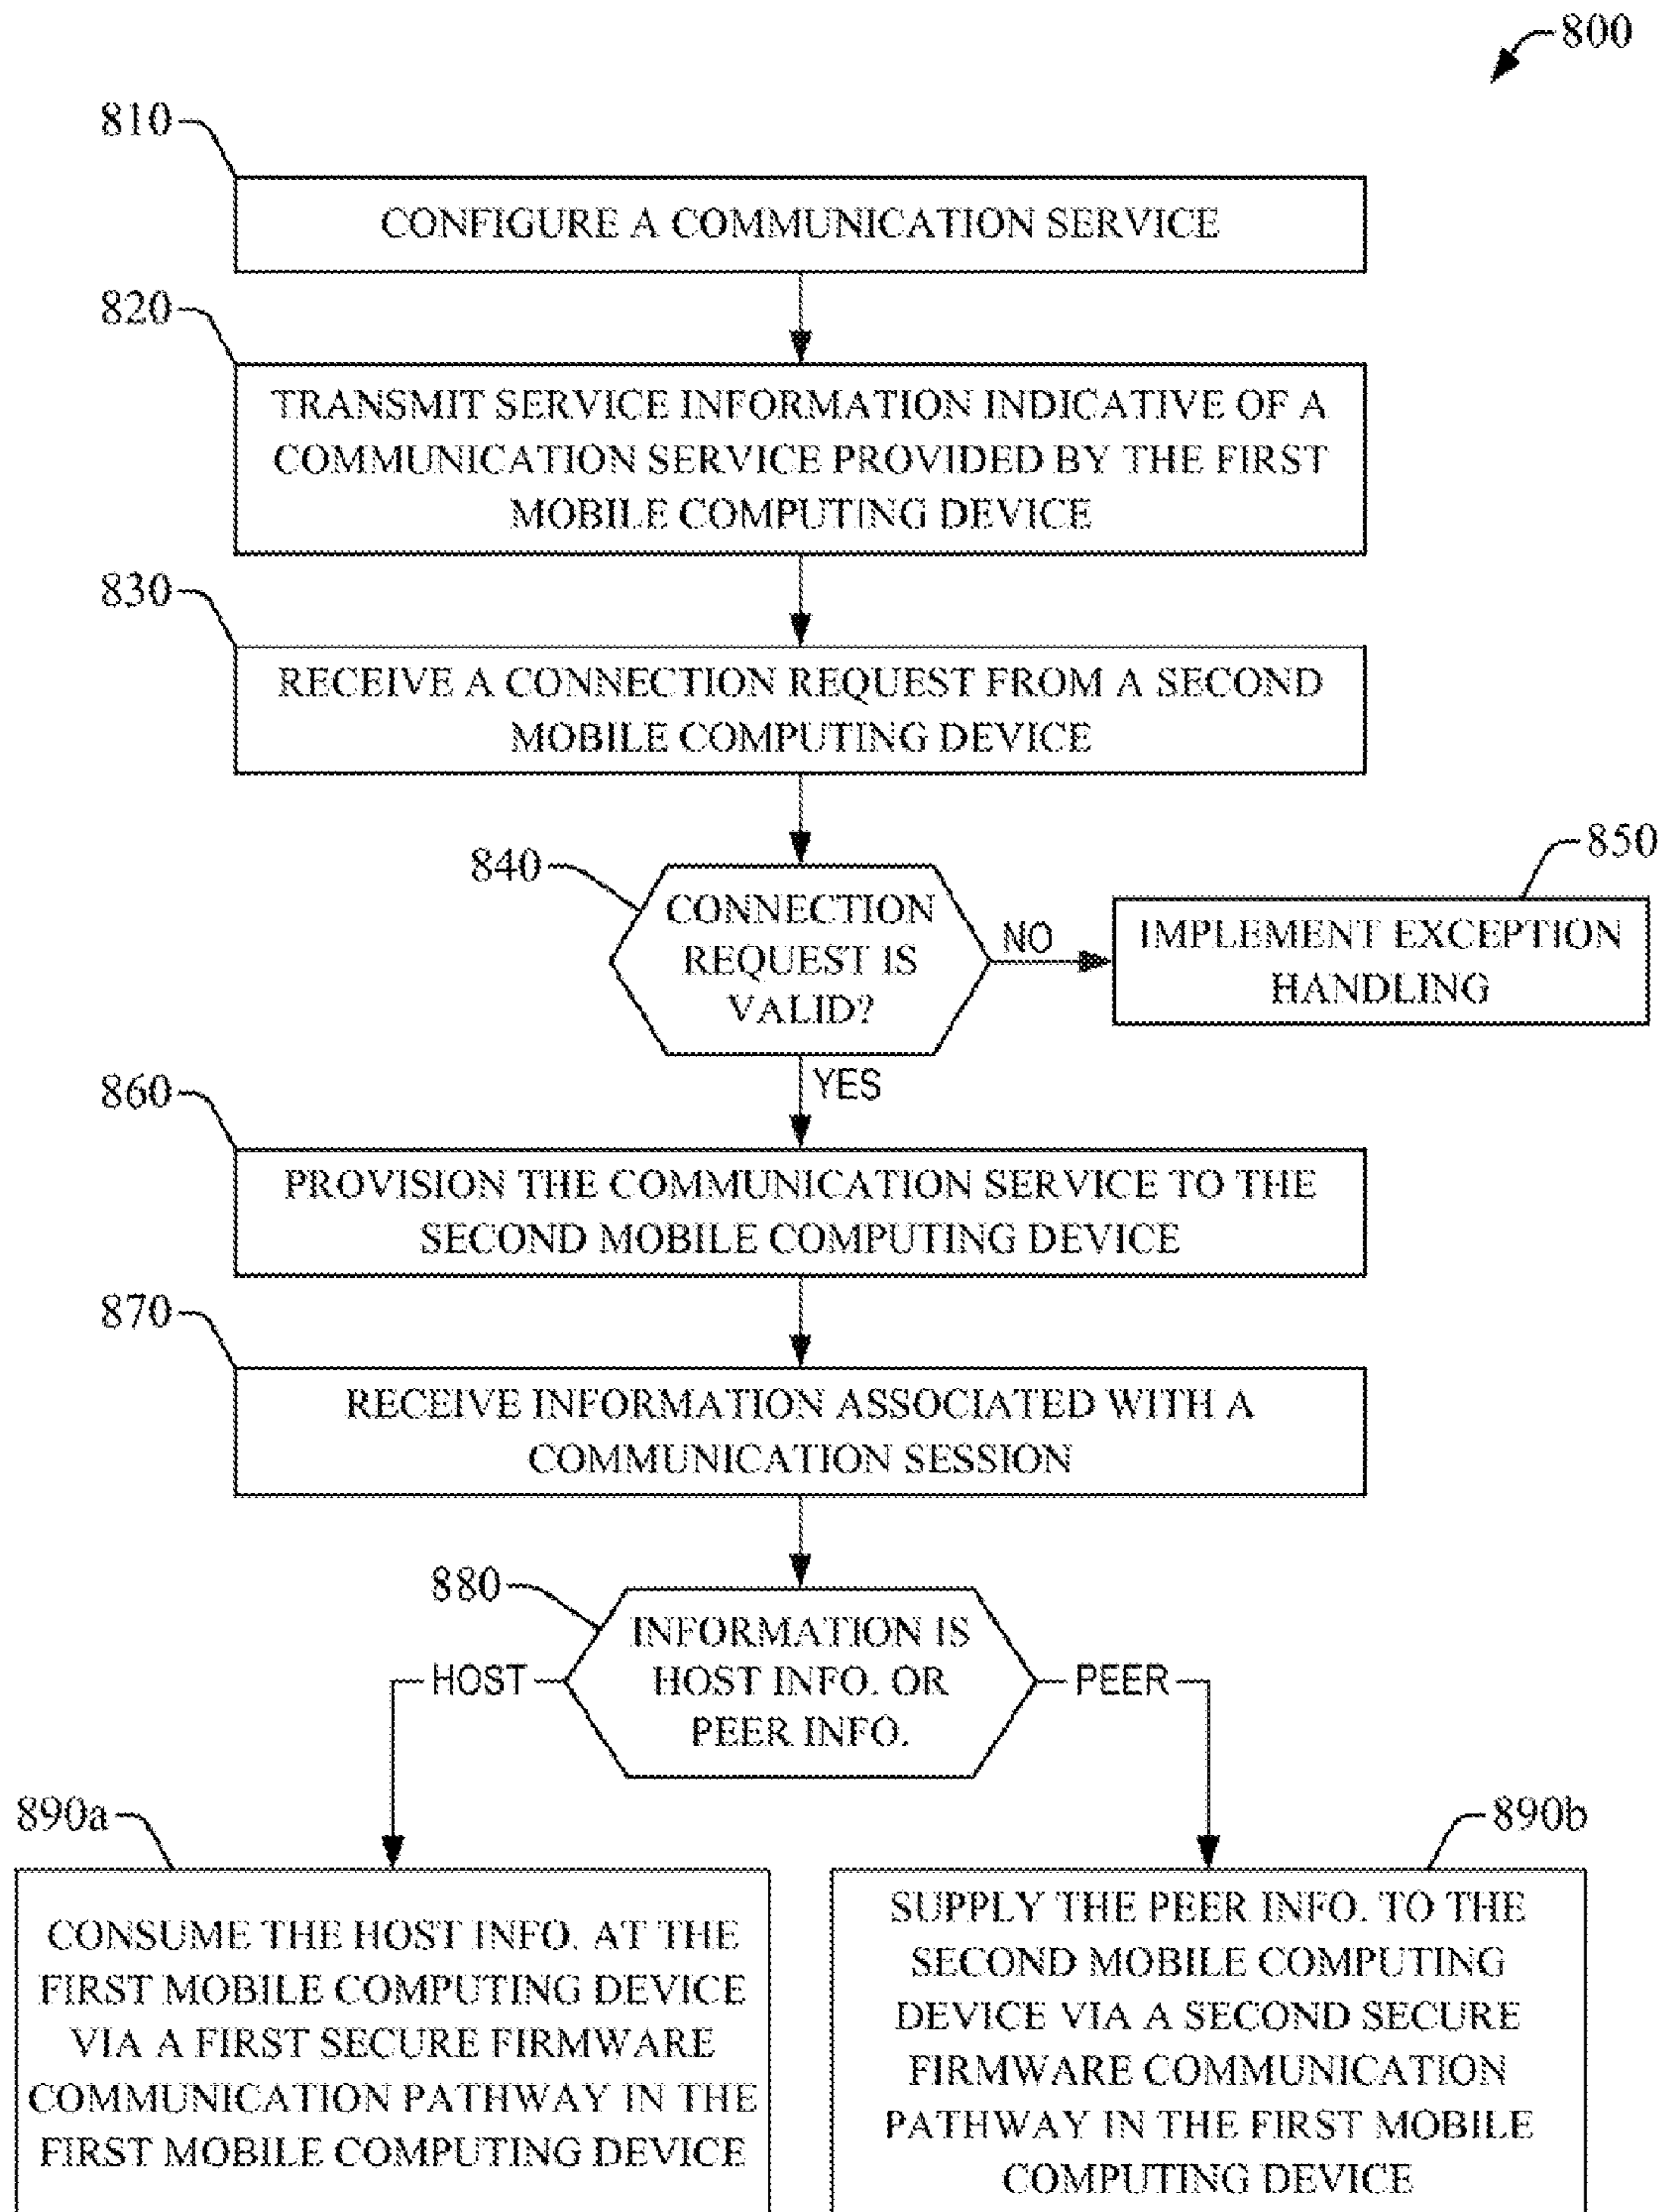 800
810
CONFIGURE A COMMUNICATION SERVICE
820
TRANSMIT SERVICE INFORMATION INDICATIVE OF A
COMMUNICATION SERVICE PROVIDED BY THE FIRST
MOBILE COMPUTING DEVICE
830
RECEIVE A CONNECTION REQUEST FROM A SECOND
MOBILE COMPUTING DEVICE
840
CONNECTION
REQUEST IS
VALID?
NO
850
IMPLEMENT EXCEPTION
HANDLING
YES
860
PROVISION THE COMMUNICATION SERVICE TO THE
SECOND MOBILE COMPUTING DEVICE
870
RECEIVE INFORMATION ASSOCIATED WITH A
COMMUNICATION SESSION
880
INFORMATION IS
HOST INFO. OR
PEER INFO.
HOST
PEER
890a
CONSUME THE HOST INFO. AT THE
FIRST MOBILE COMPUTING DEVICE
VIA A FIRST SECURE FIRMWARE
COMMUNICATION PATHWAY IN THE
FIRST MOBILE COMPUTING DEVICE
890b
SUPPLY THE PEER INFO. TO THE
SECOND MOBILE COMPUTING
DEVICE VIA A SECOND SECURE
FIRMWARE COMMUNICATION
PATHWAY IN THE FIRST MOBILE
COMPUTING DEVICE